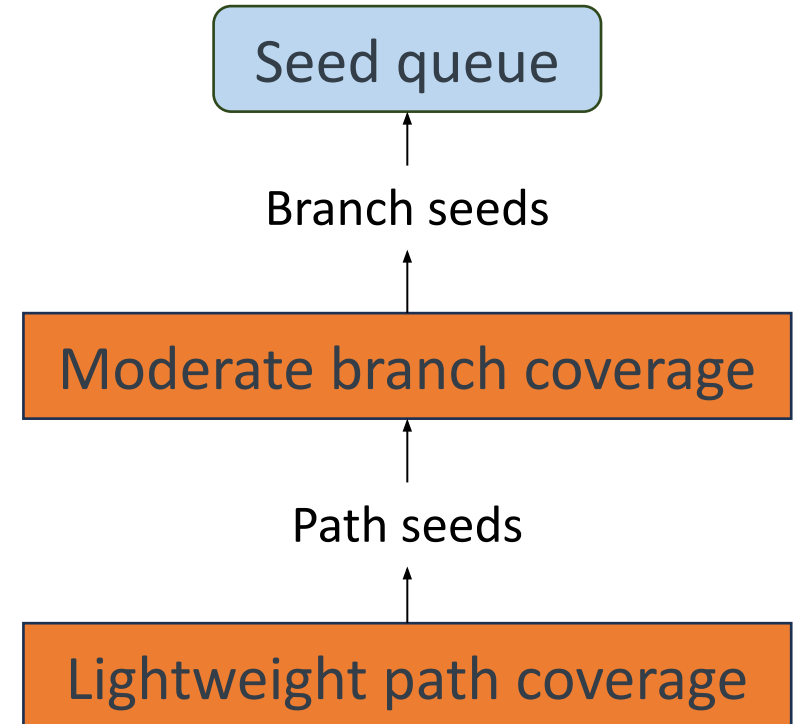 Seed queue
Branch seeds
Moderate branch coverage
Path seeds
Lightweight path coverage